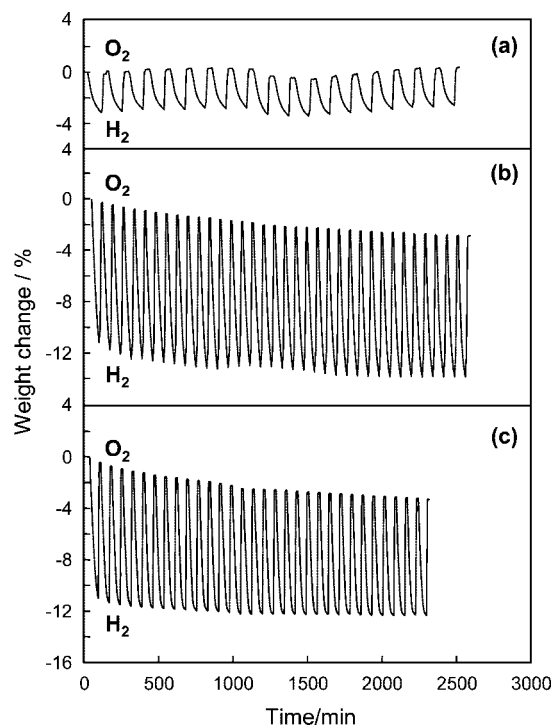 4
O₂
(a)
0
-4
H₂
4
O₂
(b)
0
-4
-8
-12
H₂
4
O₂
(c)
0
-4
-8
-12
H₂
-16
Weight change / %
0 500 1000 1500 2000 2500 3000
Time/min